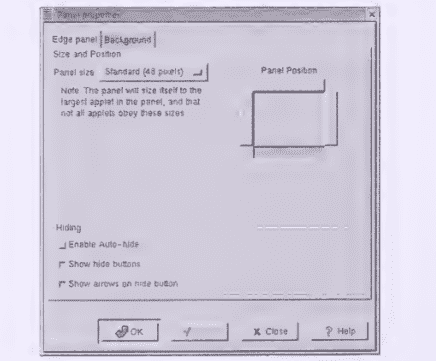 Panel properties
Edge panel Background
Size and Position
Panel size Standard (48 pixels)
Panel Position
Note: The panel will size itself to the
largest applet in the panel, and that
not all applets obey these sizes
Hiding
Enable Auto-hide
Show hide buttons
Show arrows on hide button
OK
Close
Help